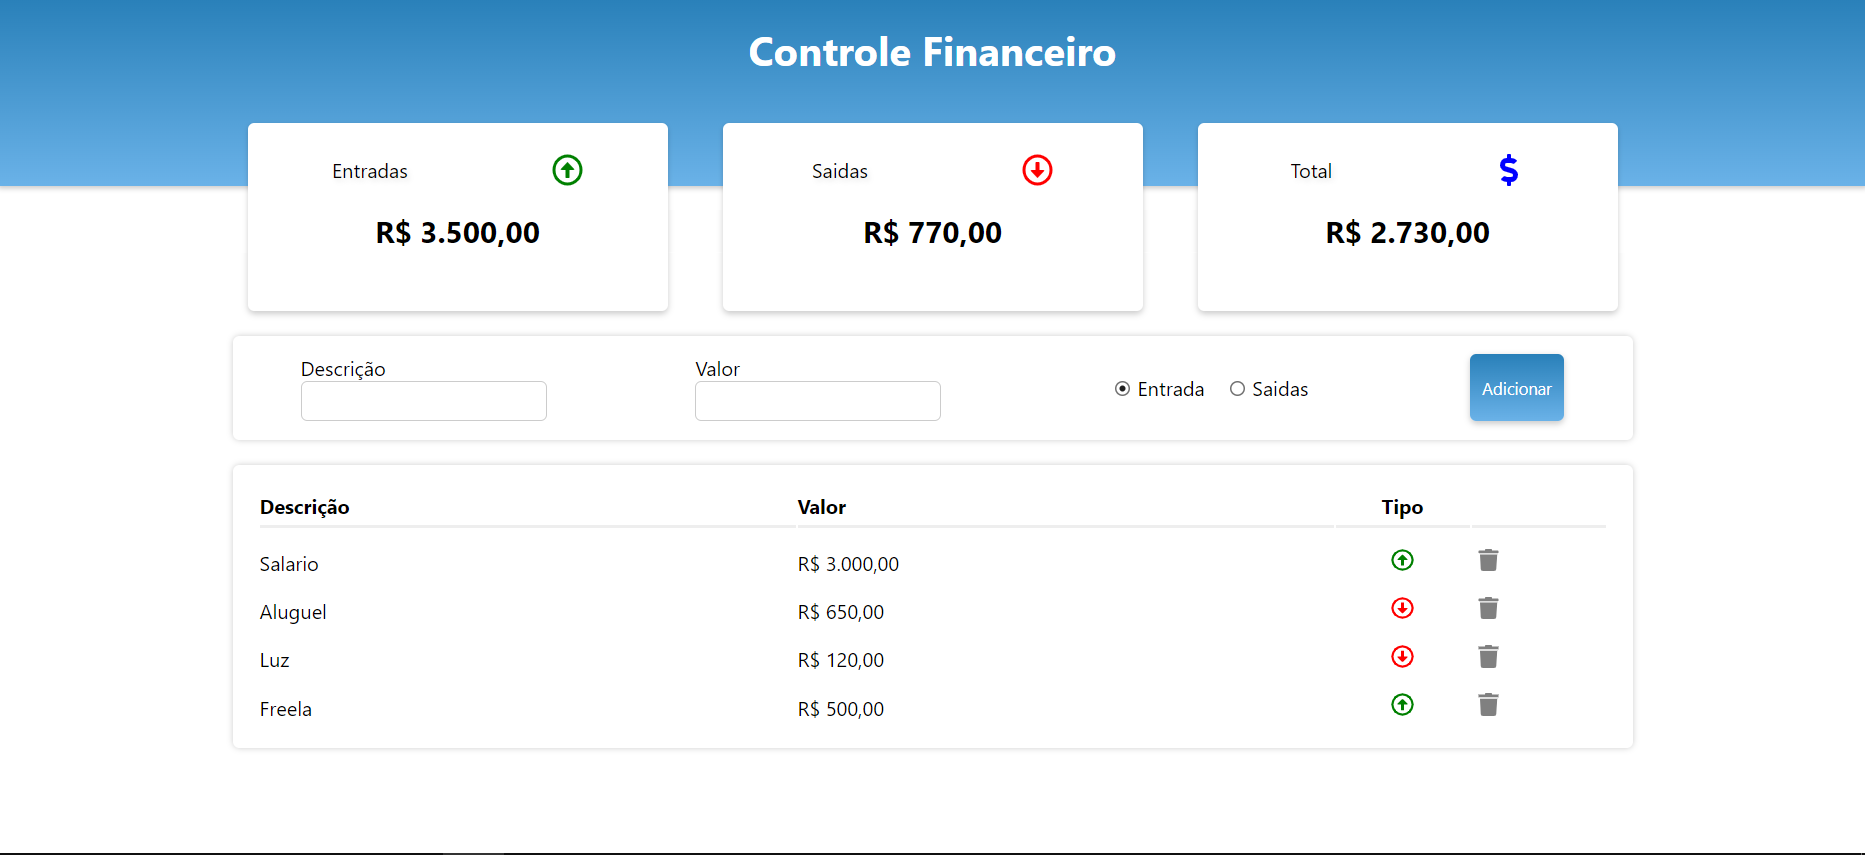 Controle Financeiro
Entradas
R$ 3.500,00
Saidas
R$ 770,00
Total
$
R$ 2.730,00
Descrição
Valor
Entrada Saidas
Adicionar
Descrição Valor Tipo
Salario R$ 3.000,00
Aluguel R$ 650,00
Luz R$ 120,00
Freela R$ 500,00